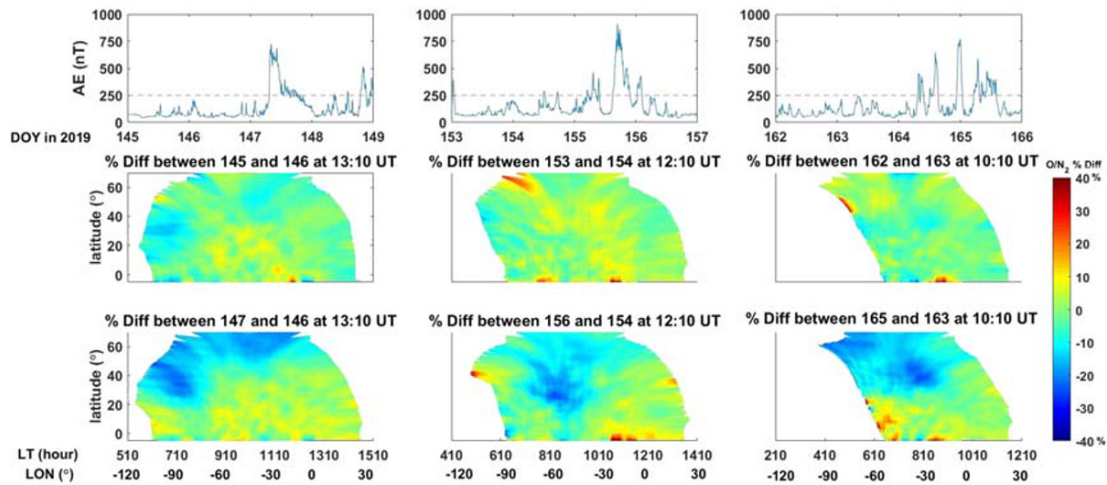 AE (nT)
1000 1000 1000
750 750 750
500 500 500
250 250 250
0 0 0
DOY in 2019 145 146 147 148 149 153 154 155 156 157 162 163 164 165 166
% Diff between 145 and 146 at 13:10 UT % Diff between 153 and 154 at 12:10 UT % Diff between 162 and 163 at 10:10 UT
O/N2 % Diff
latitude (°)
60
40
20
0
% Diff between 147 and 146 at 13:10 UT % Diff between 156 and 154 at 12:10 UT % Diff between 165 and 163 at 10:10 UT
latitude (°)
60
40
20
0
40 %
30
20
10
0
-10
-20
-30
-40 %
LT (hour) 510 710 910 1110 1310 1510 410 610 810 1010 1210 1410 210 410 610 810 1010 1210
LON (°) -120 -90 -60 -30 0 30 -120 -90 -60 -30 0 30 -120 -90 -60 -30 0 30